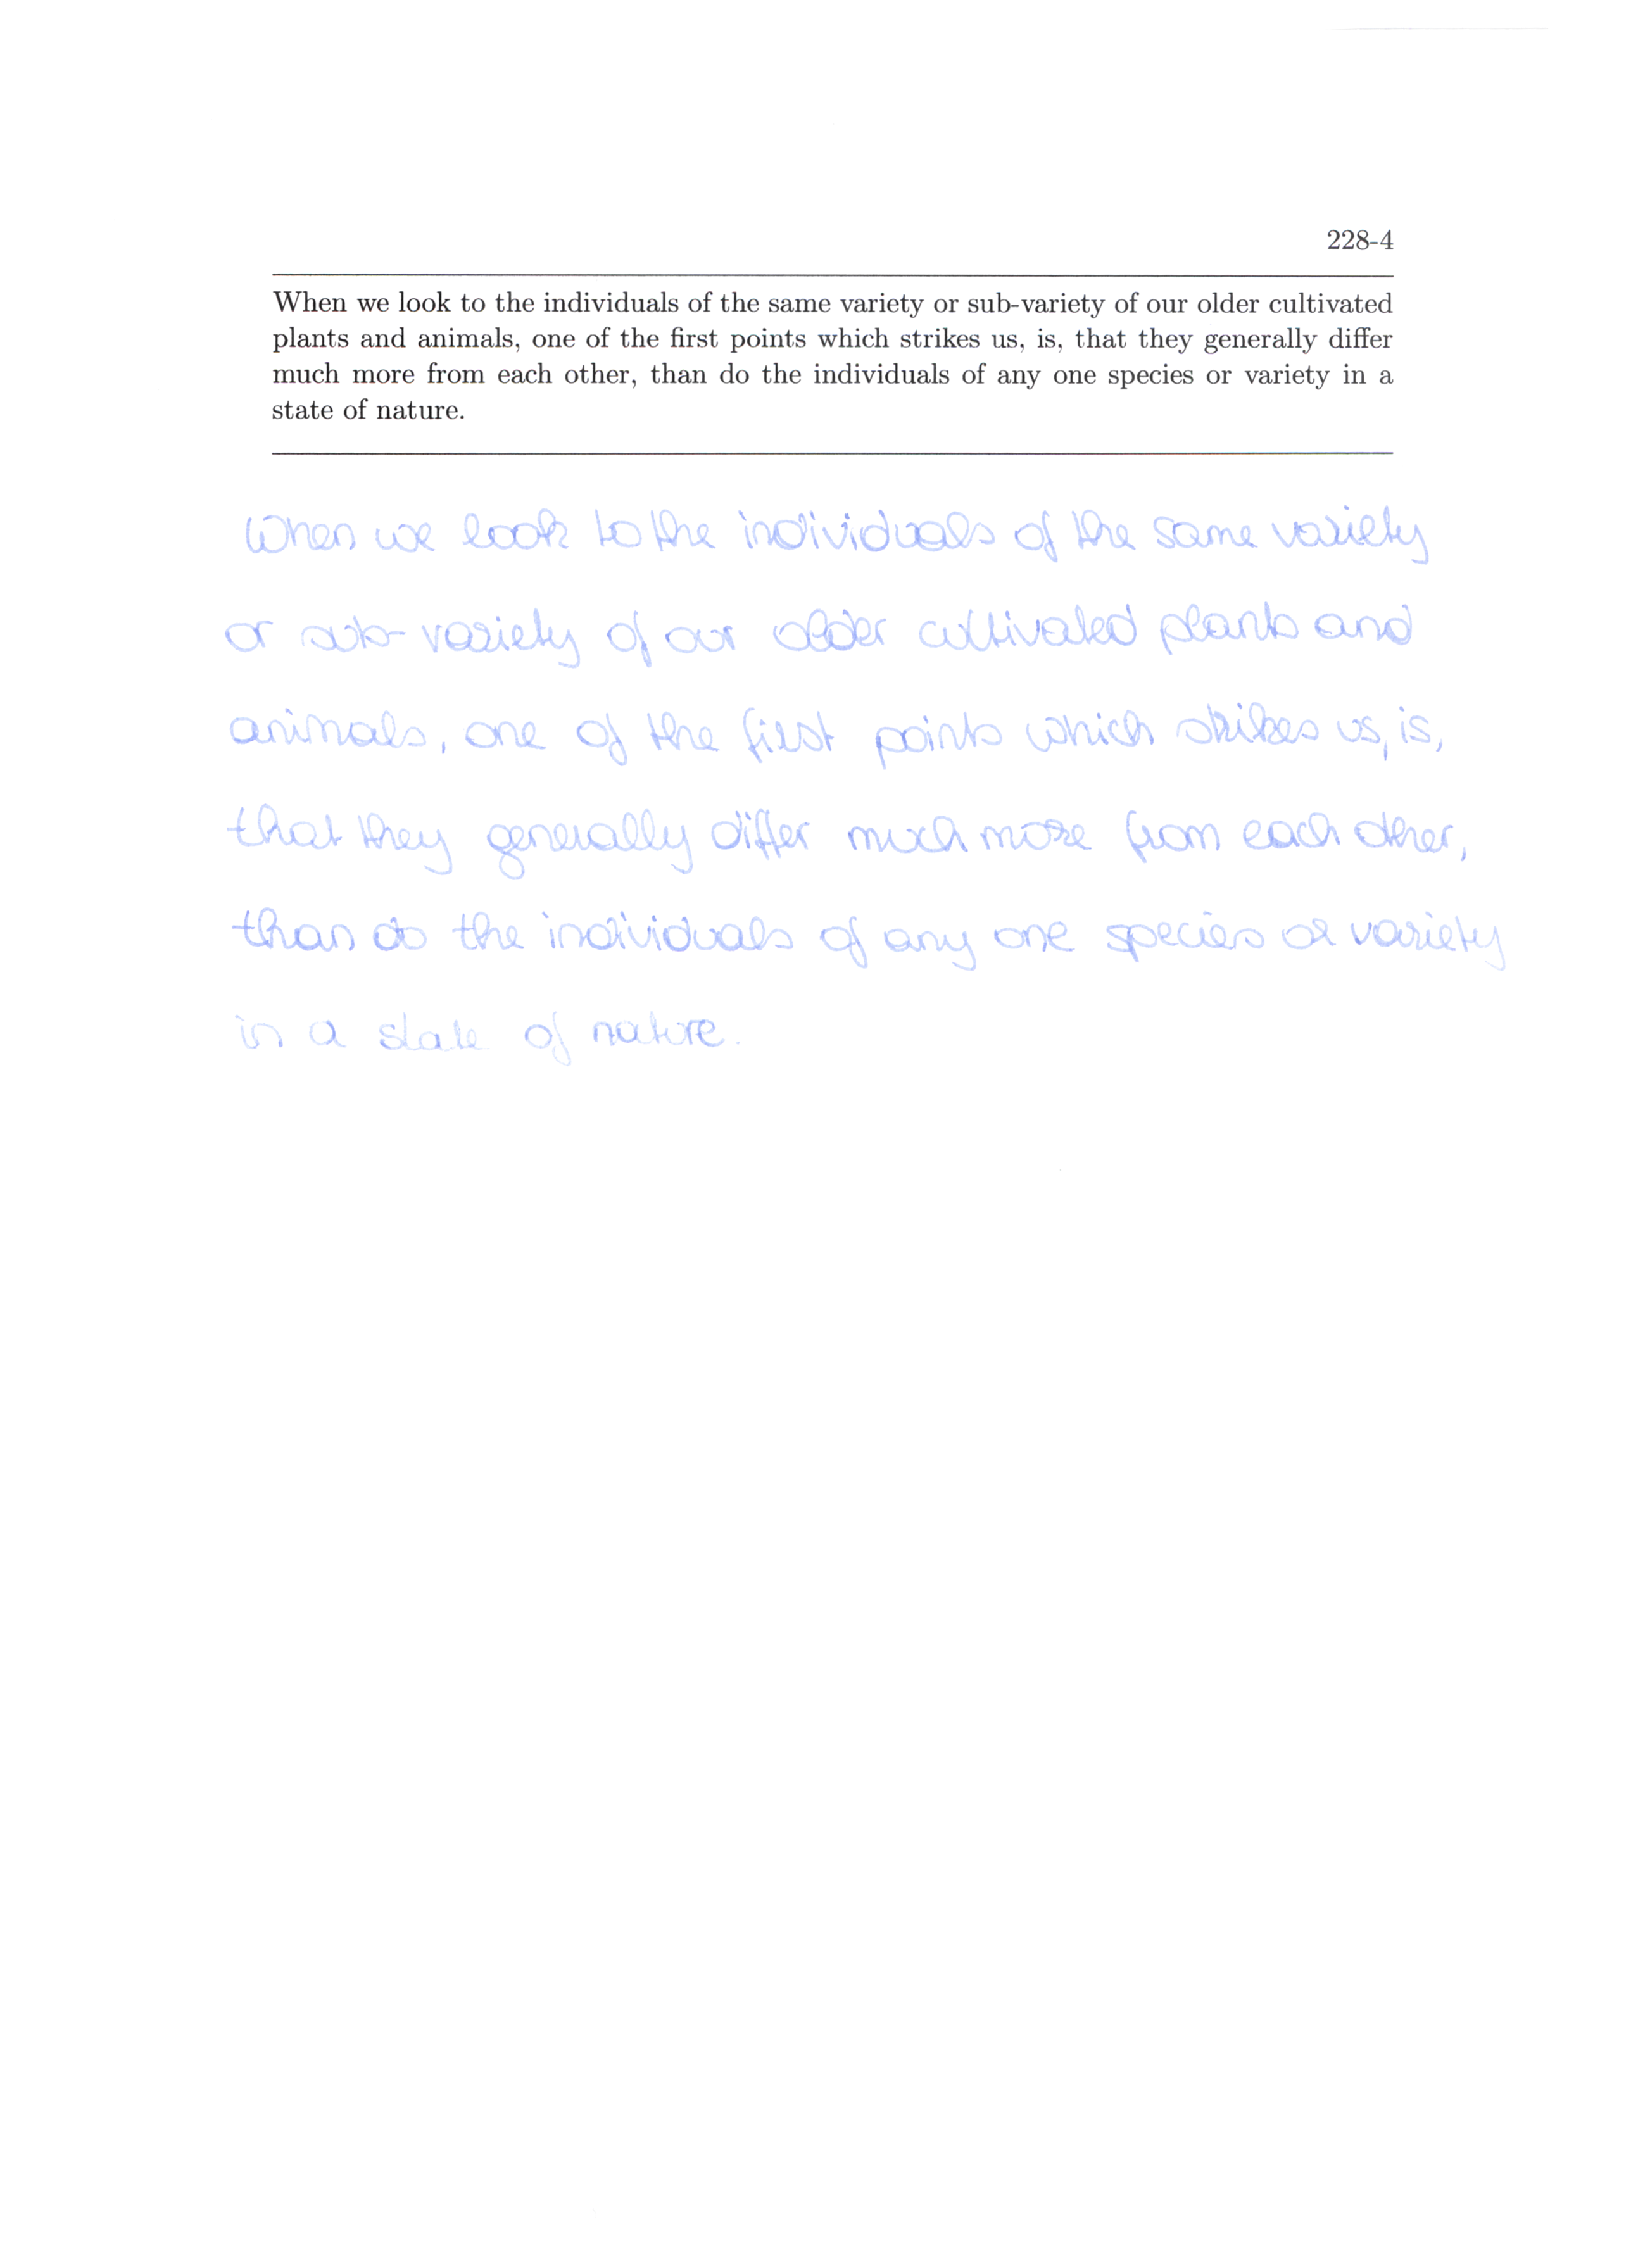 228-4
When we look to the individuals of the same variety or sub-variety of our older cultivated
plants and animals, one of the first points which strikes us, is, that they generally differ
much more from each other, than do the individuals of any one species or variety in a
state of nature.
When we look to the individuals of the same variety
or sub-variety of our older cultivated plants and
animals, one of the first points which strikes us, is,
that they generally differ much more from each other,
than do the individuals of any one species or variety
in a state of nature.